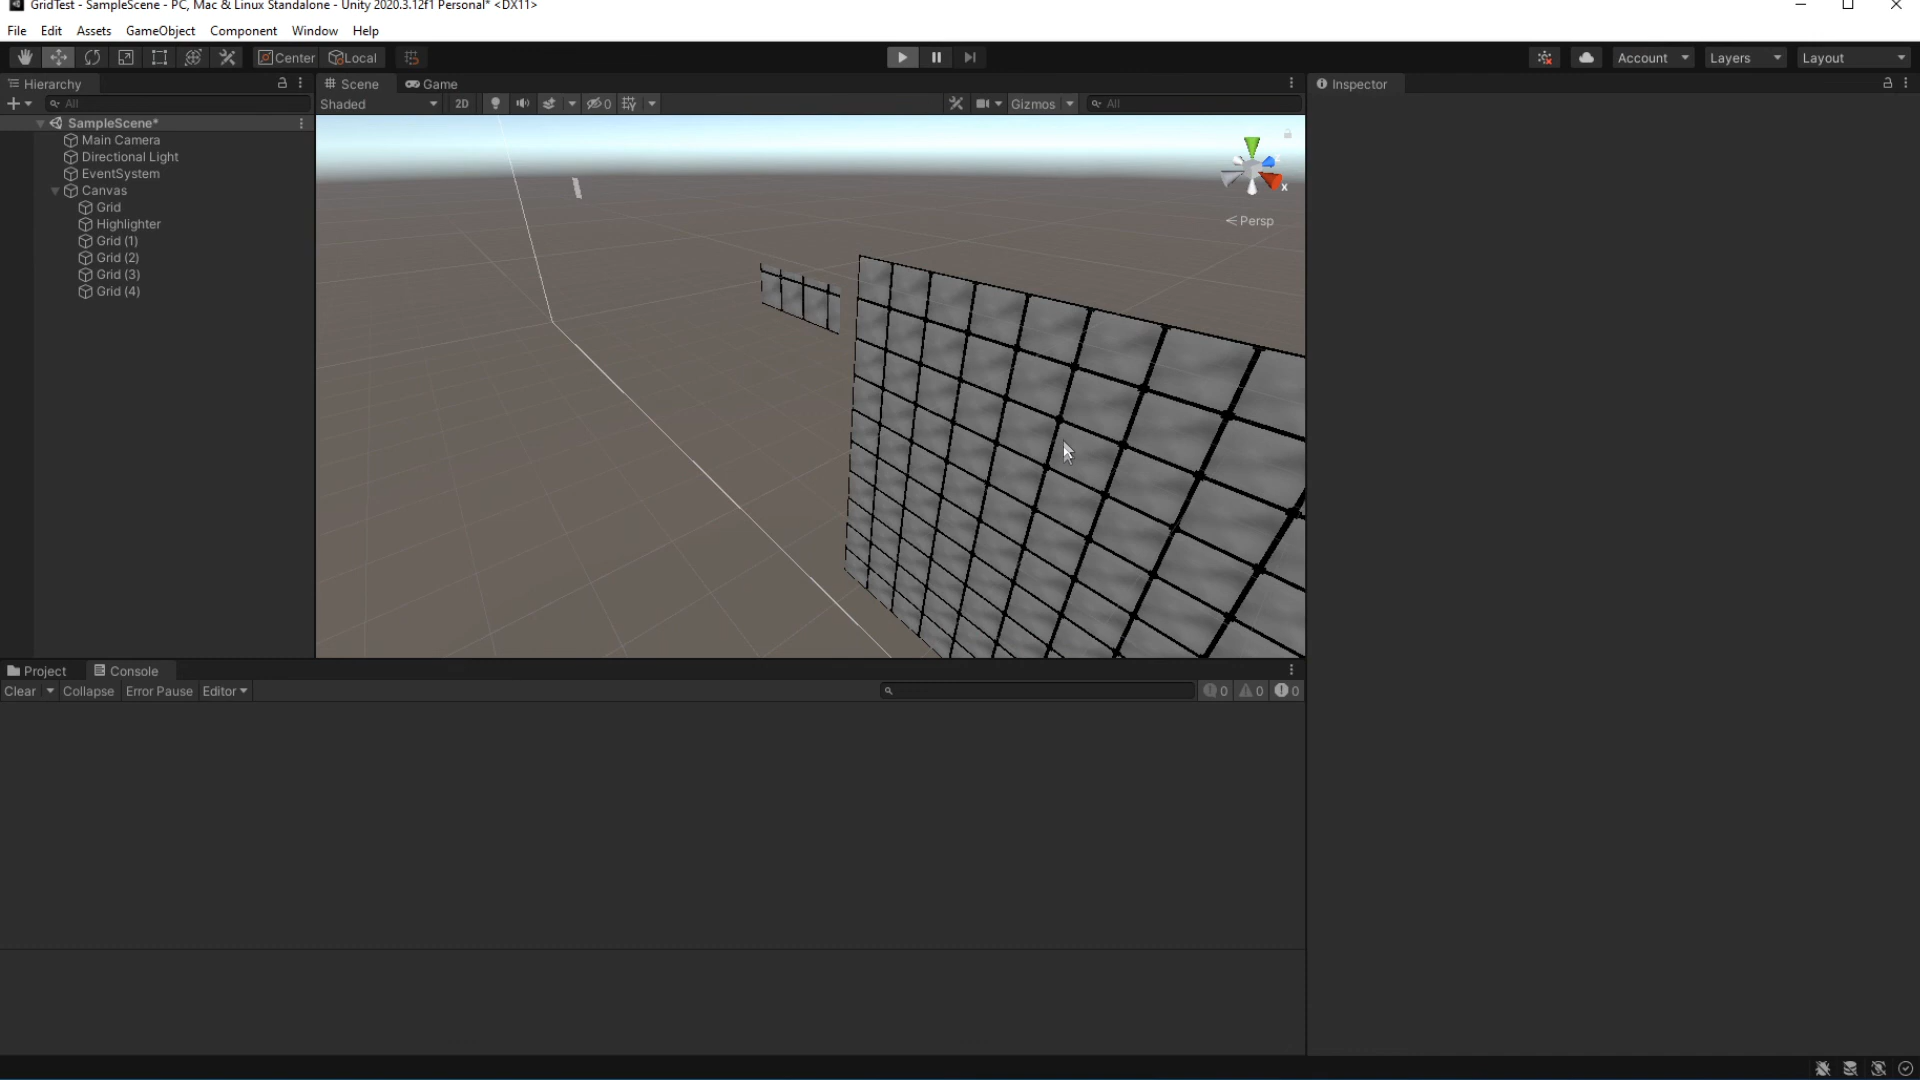 GridTest - SampleScene - PC, Mac & Linux Standalone - Unity 2020.3.12f1 Personal* <DX11>
File Edit Assets GameObject Component Window Help
Center Local Account Layers Layout
Hierarchy Scene Game Inspector
All Shaded 2D 0 Gizmos All
SampleScene*
Main Camera
Directional Light
EventSystem
Canvas
Grid
Highlighter
Grid (1)
Grid (2)
Grid (3)
Grid (4)
x
Persp
Project Console
Clear Collapse Error Pause Editor 0 0 0